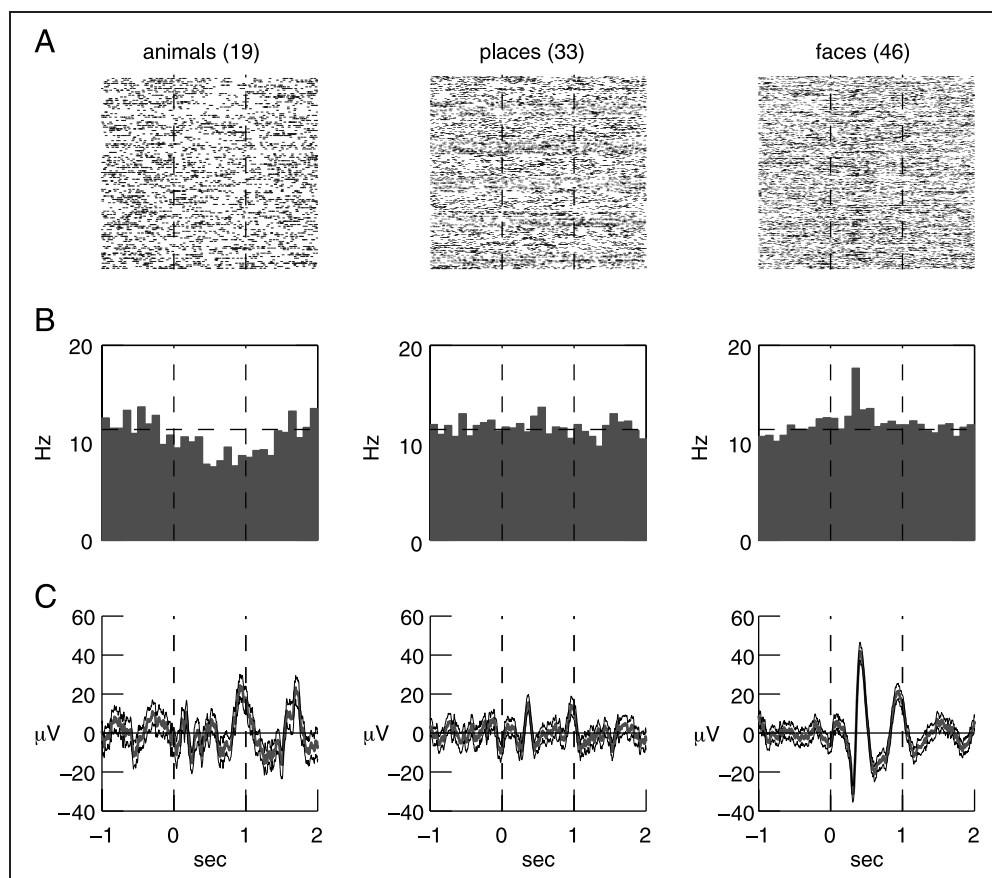 A
animals (19) places (33) faces (46)
B
20 20 20
Hz 10 Hz 10 Hz 10
0 0 0
C
60 60 60
40 40 40
20 20 20
μV 0 μV 0 μV 0
−20 −20 −20
−40 −40 −40
−1 0 1 2 −1 0 1 2 −1 0 1 2
sec sec sec